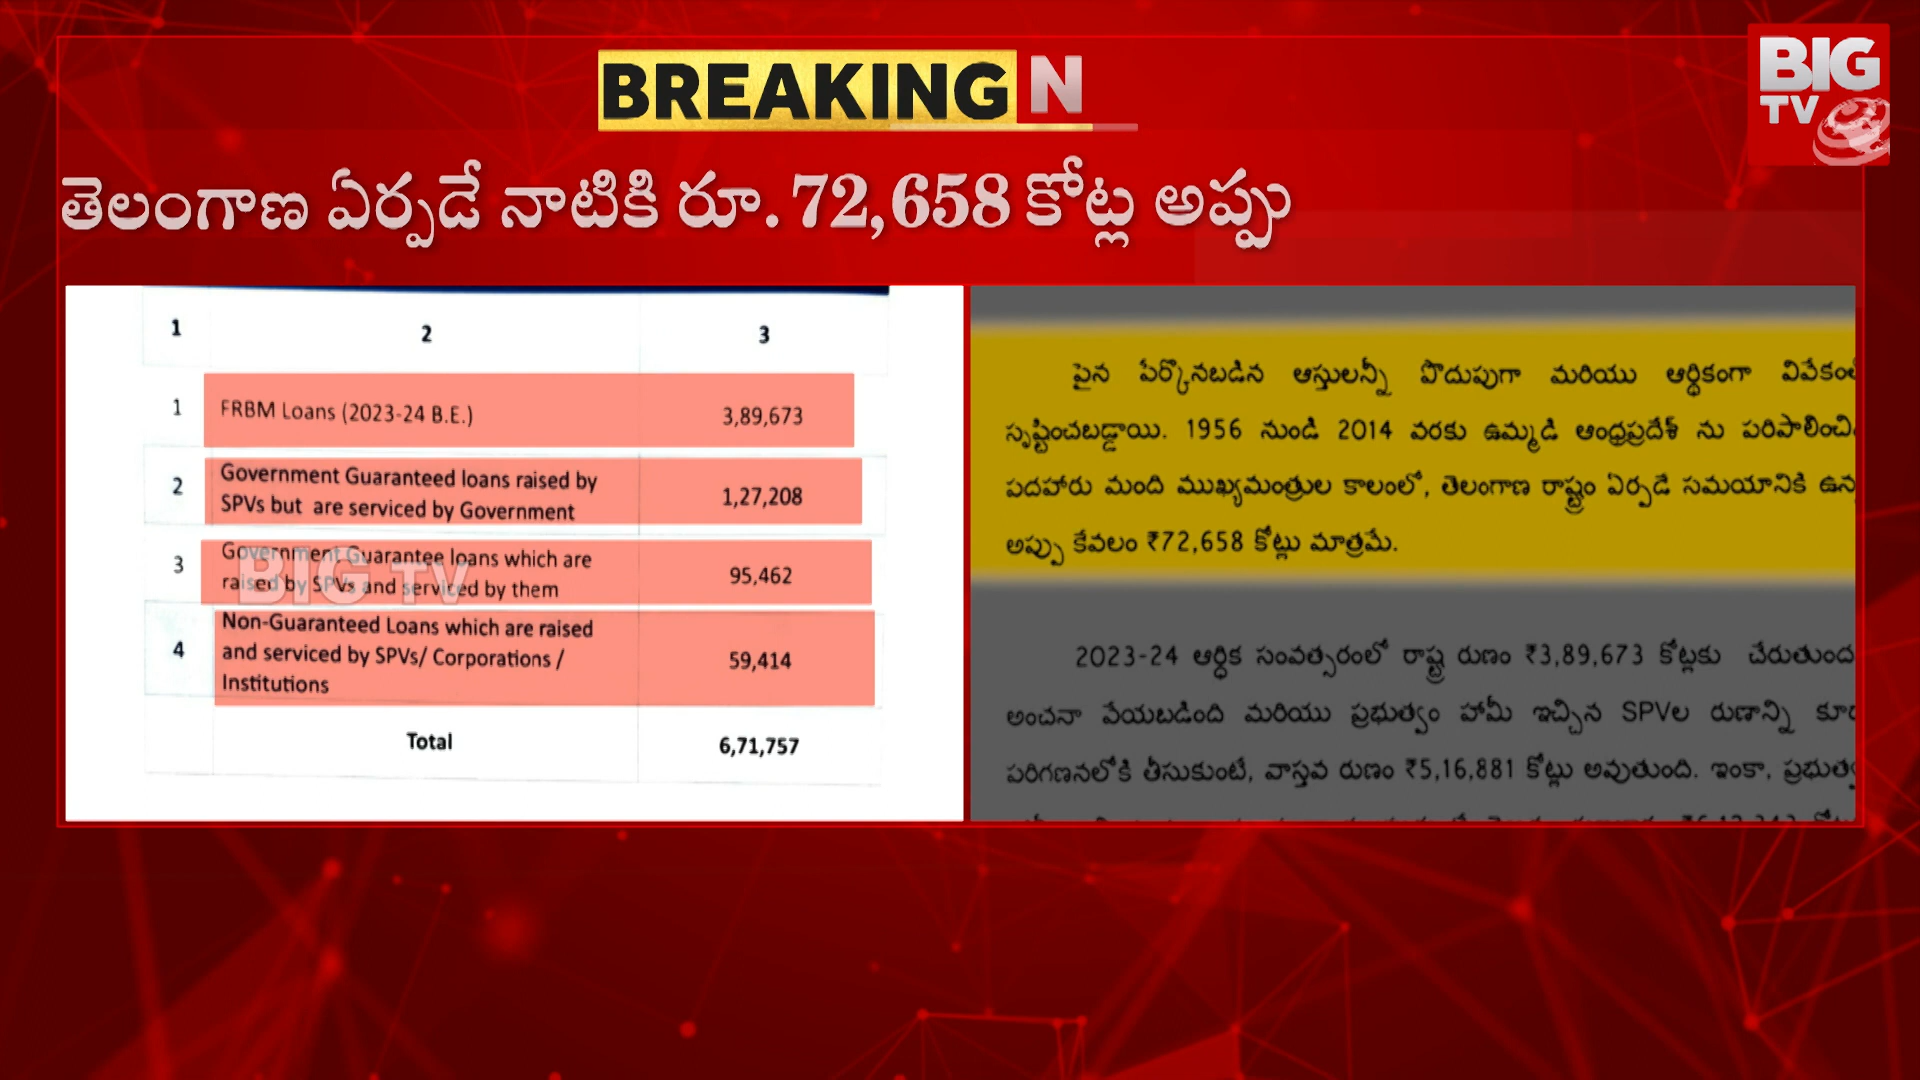 BREAKING N
BIG
TV
తెలంగాణ ఏర్పడే నాటికి రూ. 72,658 కోట్ల అప్పు
1 2 3
1 FRBM Loans (2023-24 B.E.) 3,89,673
2 Government Guaranteed loans raised by
SPVs but are serviced by Government 1,27,208
3 Government Guarantee loans which are
raised by SPVs and serviced by them 95,462
BIG TV
4 Non-Guaranteed Loans which are raised
and serviced by SPVs/ Corporations /
Institutions 59,414
Total 6,71,757
పైన పేర్కొనబడిన ఆస్తులన్నీ పొదుపుగా మరియు ఆర్థికంగా
సృష్టించబడ్డాయి. 1956 నుండి 2014 వరకు ఉమ్మడి ఆంధ్రప్రదేశ్ ను
పదహారు మంది ముఖ్యమంత్రుల కాలంలో, తెలంగాణ రాష్ట్రం ఏర్పడే సమయానికి
అప్పు కేవలం ₹72,658 కోట్లు మాత్రమే.
2023-24 ఆర్థిక సంవత్సరంలో రాష్ట్ర రుణం ₹3,89,673 కోట్లకు
అంచనా వేయబడింది మరియు ప్రభుత్వం హామీ ఇచ్చిన SPVల రుణాన్ని
పరిగణనలోకి తీసుకుంటే, వాస్తవ రుణం ₹5,16,881 కోట్లు అవుతుంది. ఇంకా,